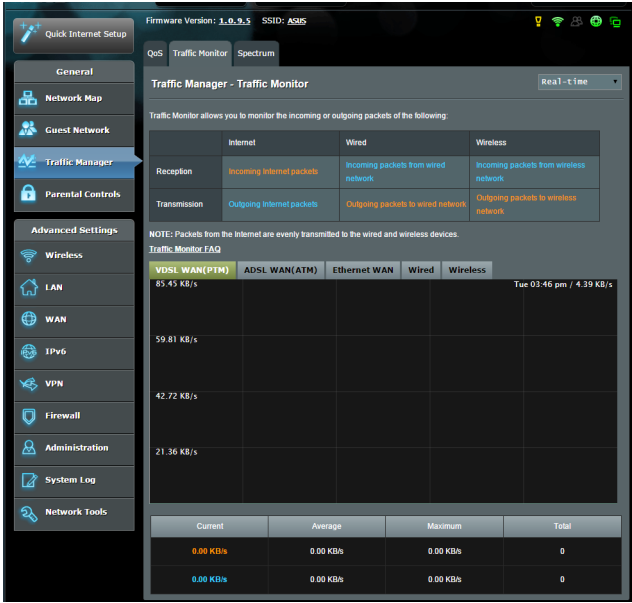 Quick Internet Setup
General
Network Map
Guest Network
Traffic Manager
Parental Controls
Advanced Settings
Wireless
LAN
WAN
IPv6
VPN
Firewall
Administration
System Log
Network Tools
Firmware Version: 1.0.9.5 SSID: ASUS
QoS Traffic Monitor Spectrum
Traffic Manager - Traffic Monitor Real-time
Traffic Monitor allows you to monitor the incoming or outgoing packets of the following:
Internet Wired Wireless
Reception Incoming Internet packets Incoming packets from wired network Incoming packets from wireless network
Transmission Outgoing Internet packets Outgoing packets to wired network Outgoing packets to wireless network
NOTE: Packets from the Internet are evenly transmitted to the wired and wireless devices.
Traffic Monitor FAQ
VDSL WAN(PTM) ADSL WAN(ATM) Ethernet WAN Wired Wireless
85.45 KB/s Tue 03:46 pm / 4.39 KB/s
59.81 KB/s
42.72 KB/s
21.36 KB/s
Current Average Maximum Total
0.00 KB/s 0.00 KB/s 0.00 KB/s 0
0.00 KB/s 0.00 KB/s 0.00 KB/s 0